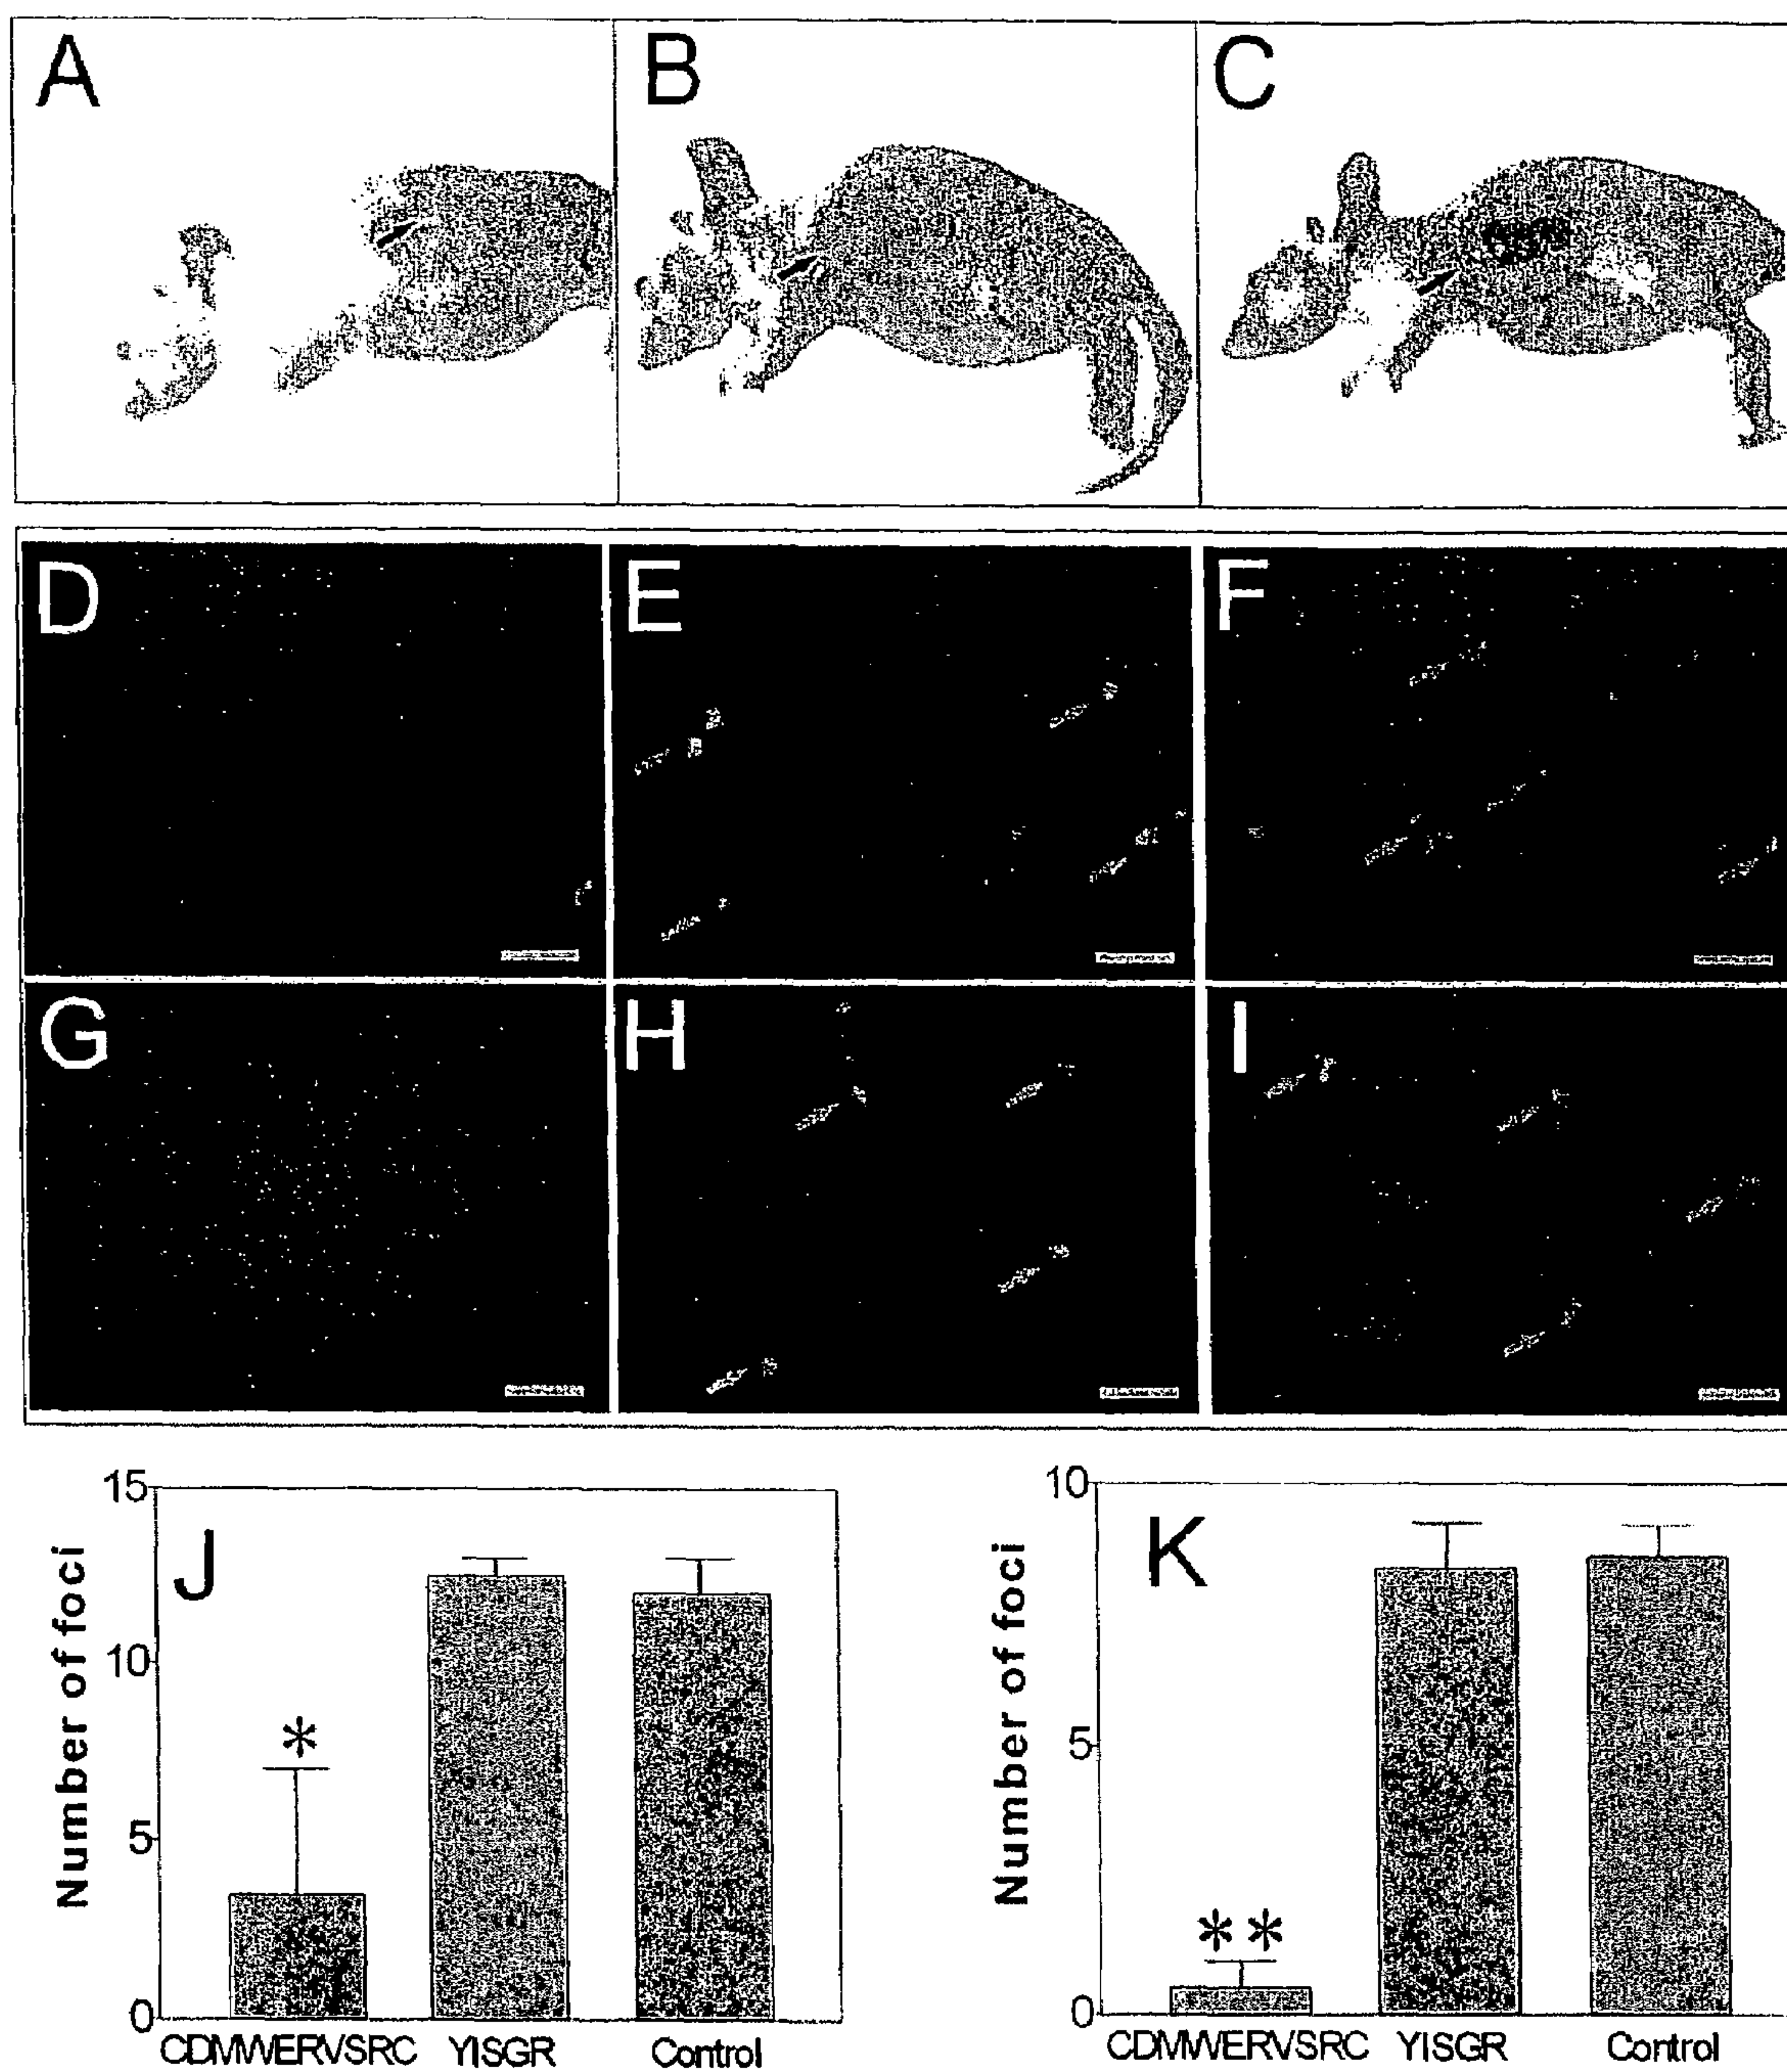 A B C
D E F
G H I
15
10
5
0
Number of foci
J
*
CDMWERVSRC YISGR Control
10
5
0
Number of foci
K
**
CDMWERVSRC YISGR Control